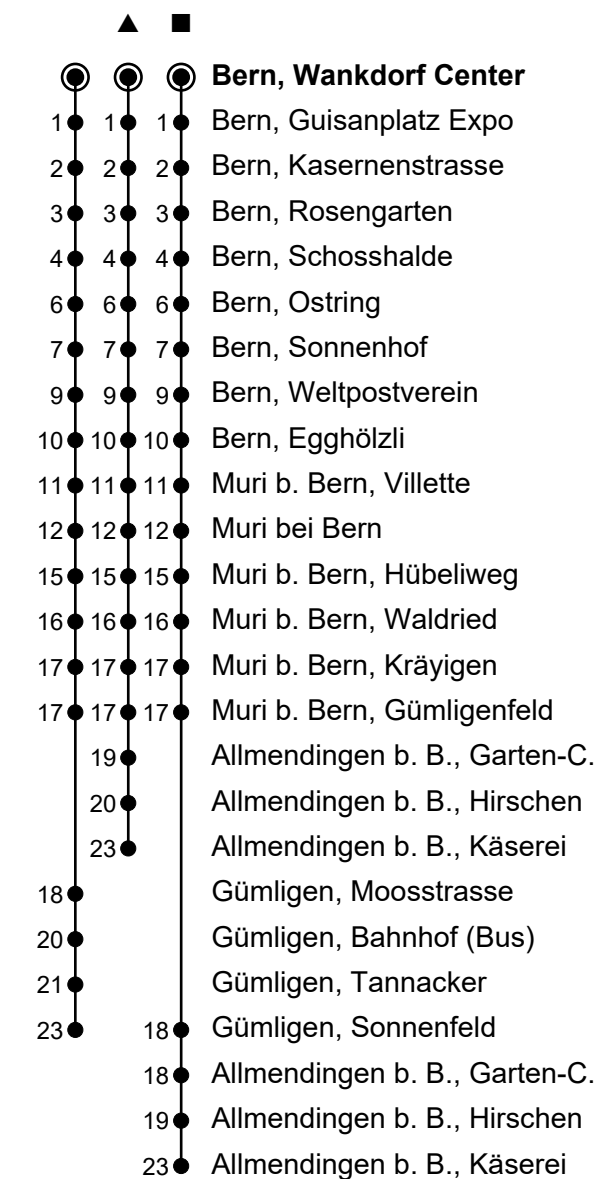 ▲ ■
Bern, Wankdorf Center
1 1 1 Bern, Guisanplatz Expo
2 2 2 Bern, Kasernenstrasse
3 3 3 Bern, Rosengarten
4 4 4 Bern, Schosshalde
6 6 6 Bern, Ostring
7 7 7 Bern, Sonnenhof
9 9 9 Bern, Weltpostverein
10 10 10 Bern, Egghölzli
11 11 11 Muri b. Bern, Villette
12 12 12 Muri bei Bern
15 15 15 Muri b. Bern, Hübeliweg
16 16 16 Muri b. Bern, Waldried
17 17 17 Muri b. Bern, Kräyigen
17 17 17 Muri b. Bern, Gümligenfeld
19 Allmendingen b. B., Garten-C.
20 Allmendingen b. B., Hirschen
23 Allmendingen b. B., Käserei
18 Gümligen, Moosstrasse
20 Gümligen, Bahnhof (Bus)
21 Gümligen, Tannacker
23 18 Gümligen, Sonnenfeld
18 Allmendingen b. B., Garten-C.
19 Allmendingen b. B., Hirschen
23 Allmendingen b. B., Käserei